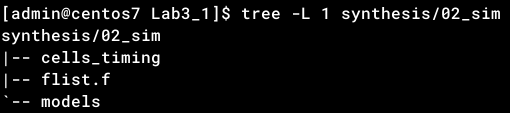 [admin@centos7 Lab3_1]$ tree -L 1 synthesis/02_sim
synthesis/02_sim
|-- cells_timing
|-- flist.f
`-- models